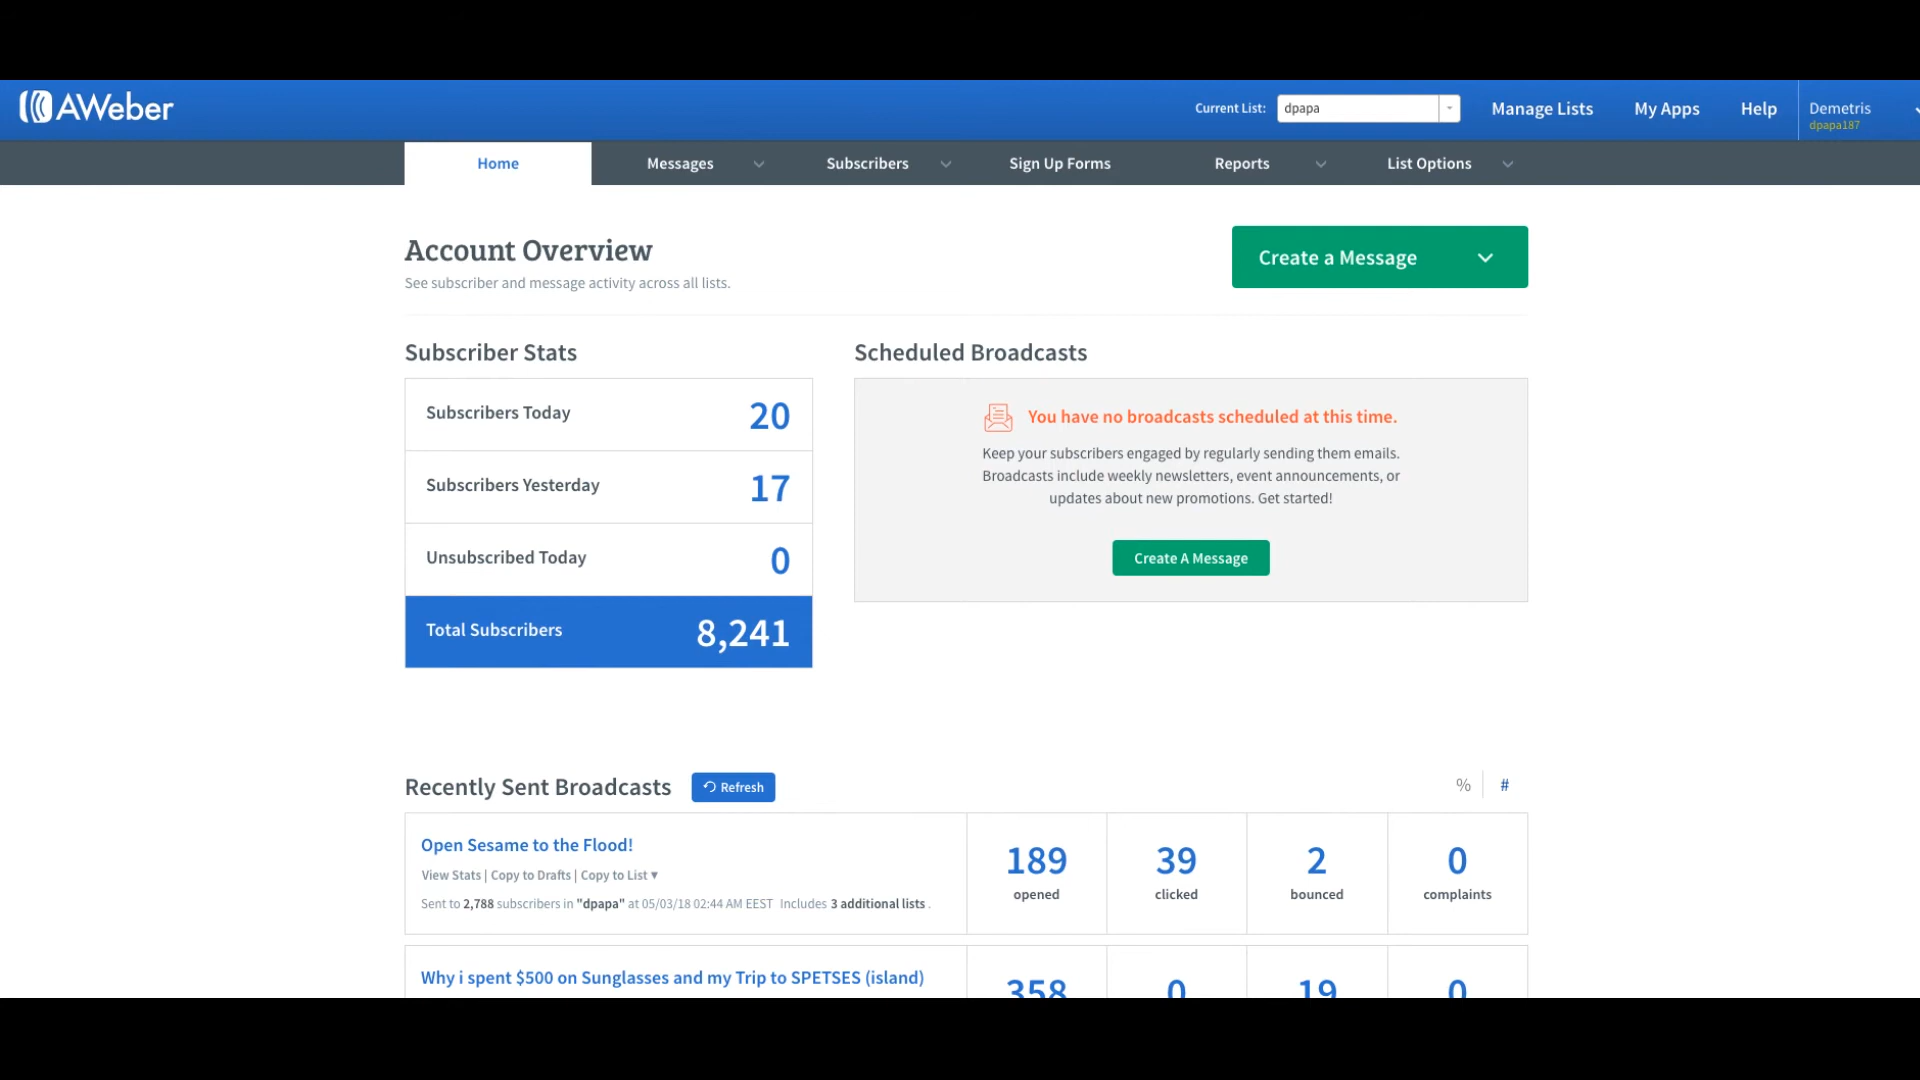 AWeber
Current List: dpapa Manage Lists My Apps Help Demetris
dpapa187
Home Messages Subscribers Sign Up Forms Reports List Options
Account Overview
See subscriber and message activity across all lists.
Create a Message
Subscriber Stats
Subscribers Today 20
Subscribers Yesterday 17
Unsubscribed Today 0
Total Subscribers 8,241
Scheduled Broadcasts
You have no broadcasts scheduled at this time.
Keep your subscribers engaged by regularly sending them emails.
Broadcasts include weekly newsletters, event announcements, or
updates about new promotions. Get started!
Create A Message
Recently Sent Broadcasts Refresh % #
Open Sesame to the Flood!
View Stats | Copy to Drafts | Copy to List ▾
Sent to 2,788 subscribers in "dpapa" at 05/03/18 02:44 AM EEST Includes 3 additional lists .
189 39 2 0
opened clicked bounced complaints
Why i spent $500 on Sunglasses and my Trip to SPETSES (island)
358 0 19 0